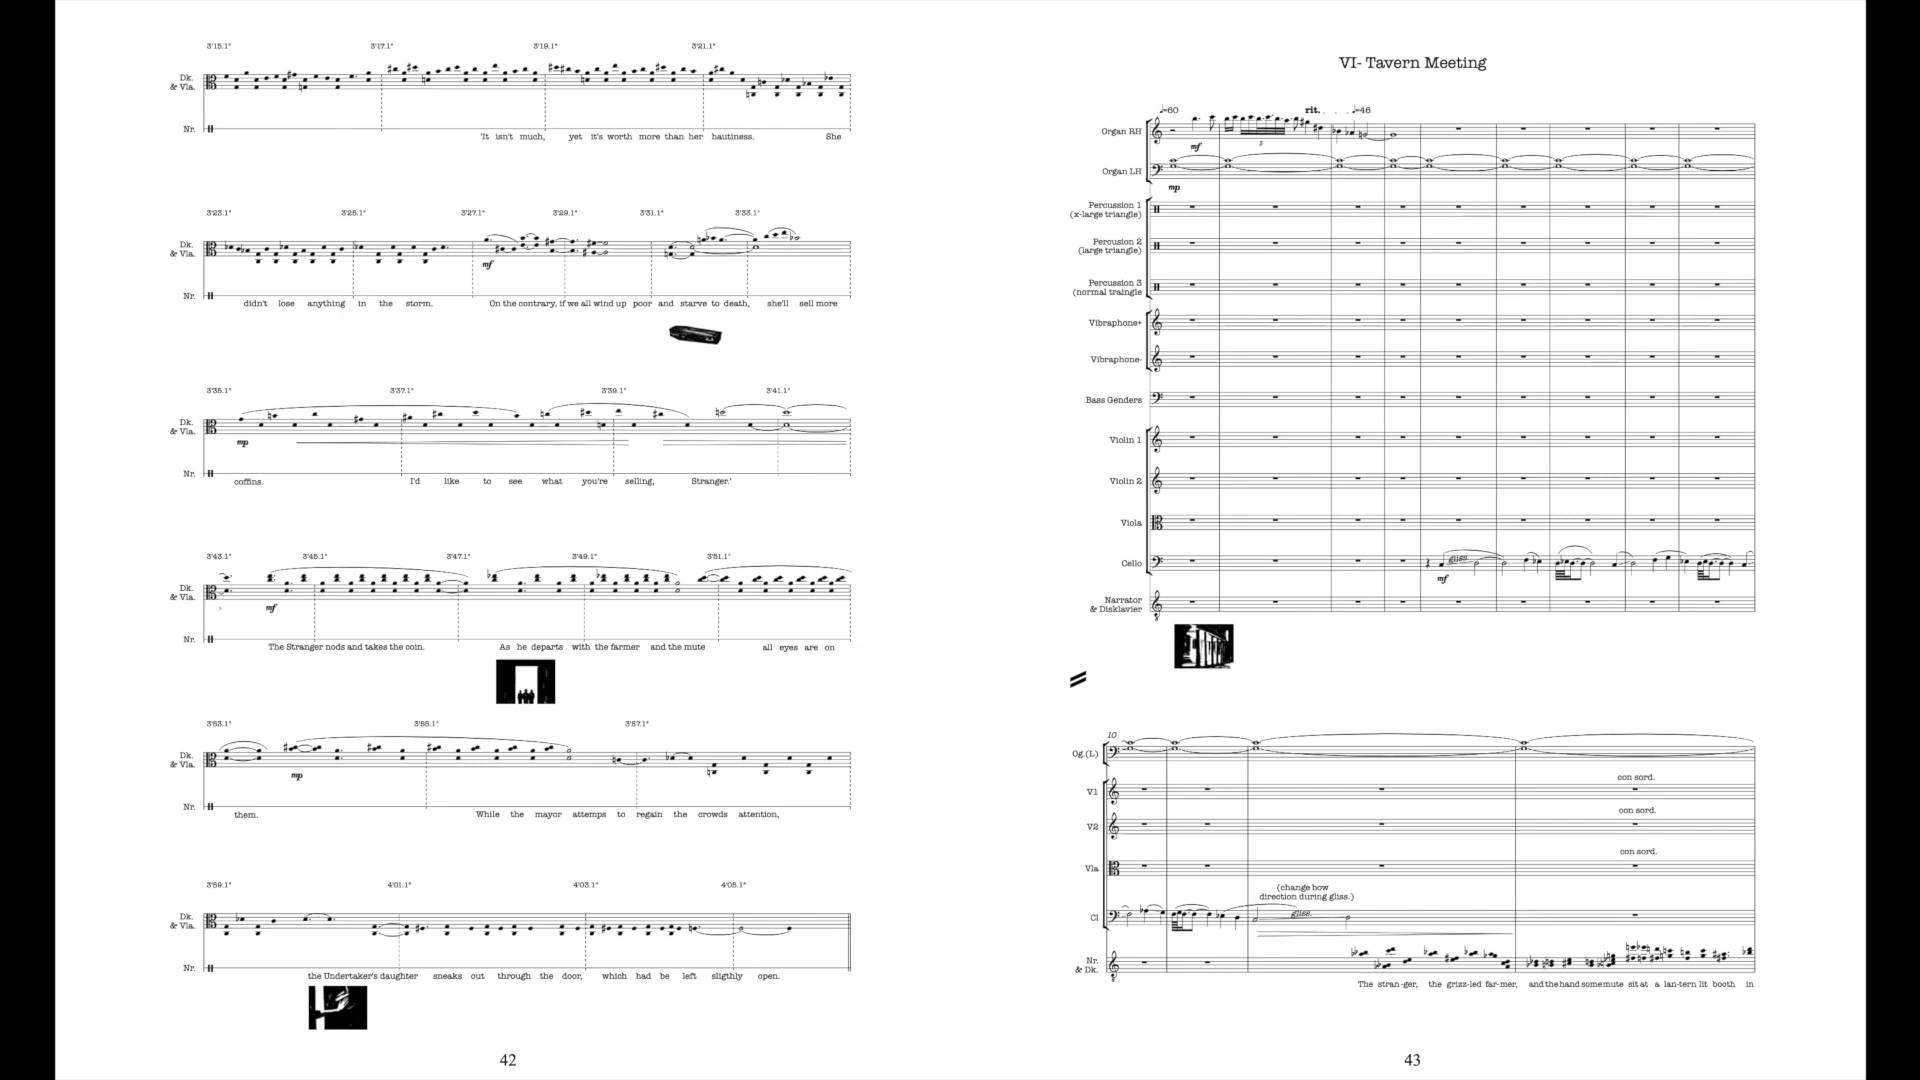 3'15.1" 3'17.1" 3'19.1" 3'21.1"
Dk.
& Vla.
Nr.
'It isn't much, yet it's worth more than her hautiness. She
3'23.1" 3'25.1" 3'27.1" 3'29.1" 3'31.1" 3'33.1"
Dk.
& Vla.
mf
Nr.
didn't lose anything in the storm. On the contrary, if we all wind up poor and starve to death, she'll sell more
3'35.1" 3'37.1" 3'39.1" 3'41.1"
Dk.
& Vla.
mp
Nr.
coffins. I'd like to see what you're selling, Stranger.'
3'43.1" 3'45.1" 3'47.1" 3'49.1" 3'51.1"
Dk.
& Vla.
mf
Nr.
The Stranger nods and takes the coin. As he departs with the farmer and the mute all eyes are on
3'53.1" 3'55.1" 3'57.1"
Dk.
& Vla.
mp
Nr.
them. While the mayor attemps to regain the crowds attention,
3'59.1" 4'01.1" 4'03.1" 4'05.1"
Dk.
& Vla.
Nr.
the Undertaker's daughter sneaks out through the door, which had be left sligthly open.
42
VI- Tavern Meeting
♩=60 rit. ♩=46
Organ RH
mf 3
Organ LH
mp
Percussion 1
(x-large triangle)
Percusion 2
(large triangle)
Percussion 3
(normal traingle
Vibraphone+
Vibraphone-
Bass Genders
Violin 1
Violin 2
Viola
Cello
gliss.
mf
Narrator
& Disklavier
10
Og.(L)
con sord.
V1
con sord.
V2
con sord.
Vla
(change bow
direction during gliss.)
Cl
gliss.
Nr.
& Dk.
The stran-ger, the grizz-led far-mer, and the hand some mute sit at a lan-tern lit booth in
43